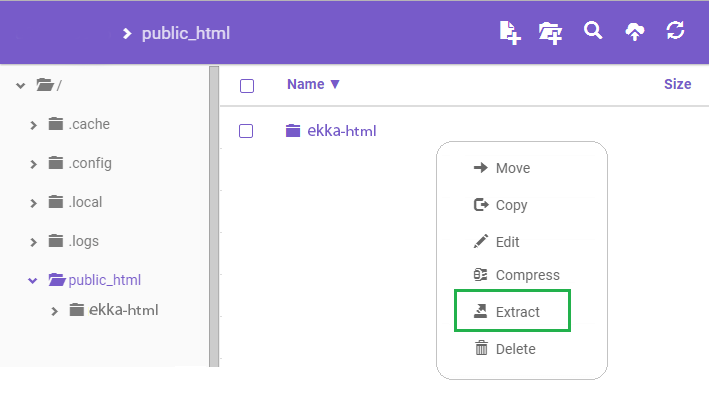 public_html
/
.cache
.config
.local
.logs
public_html
ekka-html
Name ▼ Size
ekka-html
Move
Copy
Edit
Compress
Extract
Delete